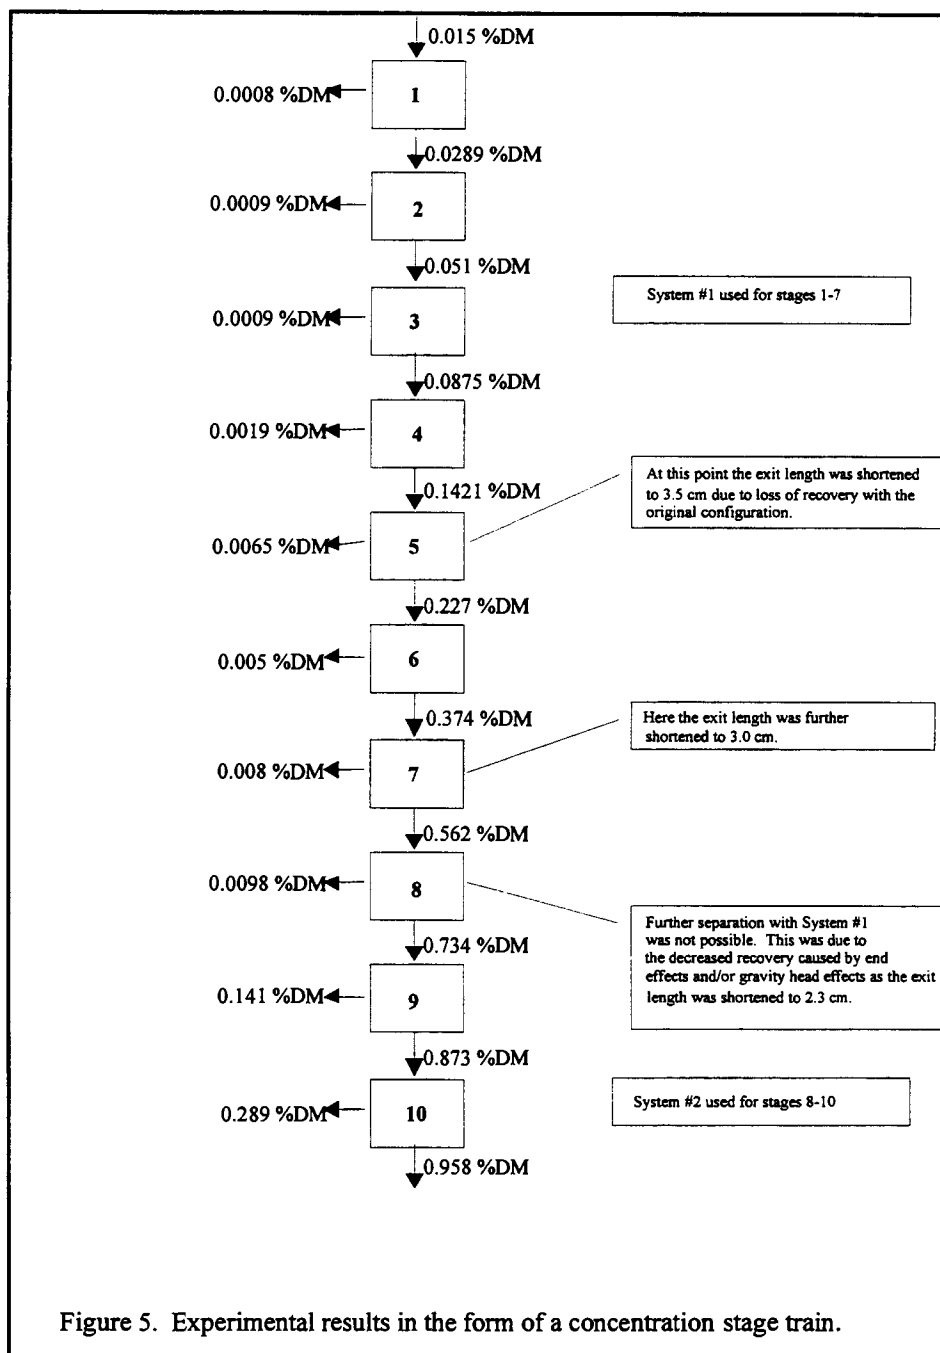 0.015 %DM
0.0008 %DM
1
0.0289 %DM
0.0009 %DM
2
0.051 %DM
System #1 used for stages 1-7
0.0009 %DM
3
0.0875 %DM
0.0019 %DM
4
At this point the exit length was shortened
to 3.5 cm due to loss of recovery with the
original configuration.
0.1421 %DM
0.0065 %DM
5
0.227 %DM
0.005 %DM
6
0.374 %DM
Here the exit length was further
shortened to 3.0 cm.
0.008 %DM
7
0.562 %DM
0.0098 %DM
8
Further separation with System #1
was not possible. This was due to
the decreased recovery caused by end
effects and/or gravity head effects as the exit
length was shortened to 2.3 cm.
0.734 %DM
0.141 %DM
9
0.873 %DM
System #2 used for stages 8-10
0.289 %DM
10
0.958 %DM
Figure 5. Experimental results in the form of a concentration stage train.